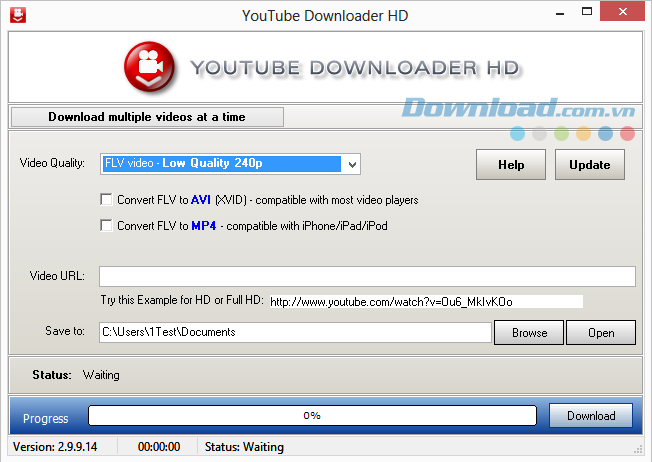 YouTube Downloader HD
YOUTUBE DOWNLOADER HD
Download.com.vn
Download multiple videos at a time
Video Quality: FLV video - Low Quality 240p Help Update
Convert FLV to AVI (XVID) - compatible with most video players
Convert FLV to MP4 - compatible with iPhone/iPad/iPod
Video URL:
Try this Example for HD or Full HD: http://www.youtube.com/watch?v=Ou6_MkIvKOo
Save to: C:\Users\1Test\Documents Browse Open
Status: Waiting
Progress 0% Download
Version: 2.9.9.14 00:00:00 Status: Waiting